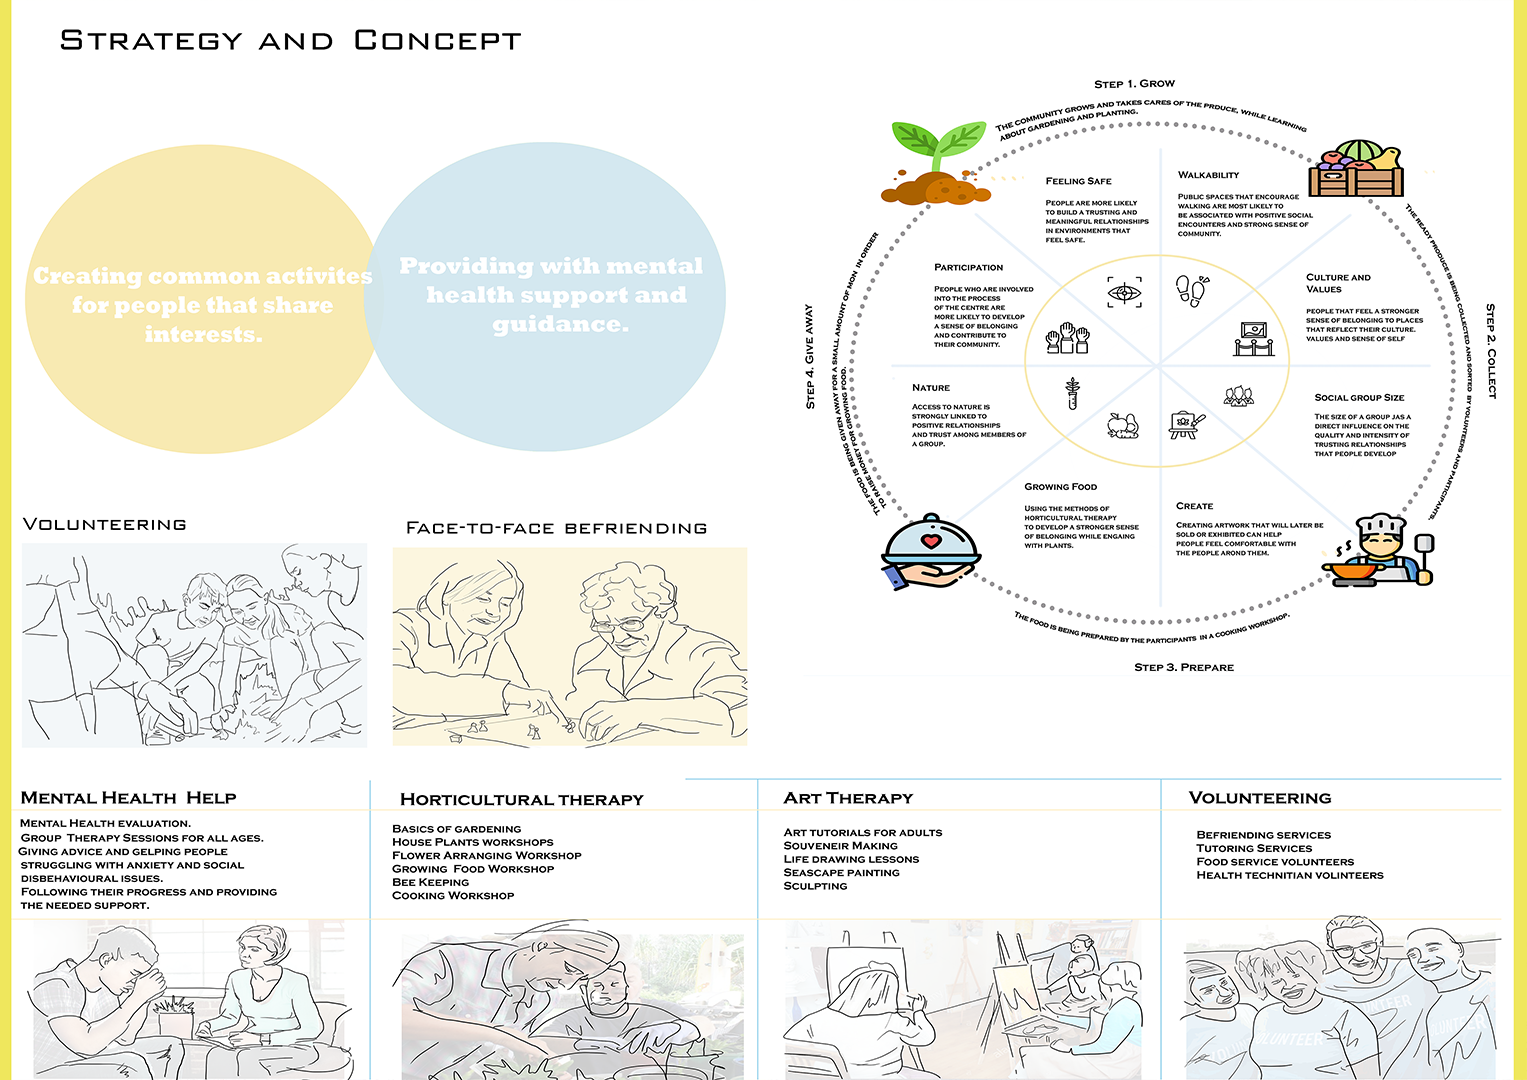 Strategy and Concept
Creating common activites
for people that share
interests.
Providing with mental
health support and
guidance.
Step 1. Grow
The community grows and takes cares of the prduce, while learning
about gardening and planting.
Step 2. Collect
The ready produce is being collected and sorted by volunteers and participants.
Step 3. Prepare
The food is being prepared by the participants in a cooking workshop.
Step 4. Give away
The food is being given away for a small amount of mon in order
to raise money for growing food.
Feeling Safe
People are more likely
to build a trusting and
meaningful relationships
in environments that
feel safe.
Walkability
Public spaces that encourage
walking are most likely to
be associated with positive social
encounters and strong sense of
community.
Participation
People who are involved
into the process
of the centre are
more likely to develop
a sense of belonging
and contribute to
their community.
Culture and
Values
people that feel a stronger
sense of belonging to places
that reflect their culture.
values and sense of self
Nature
Access to nature is
strongly linked to
positive relationships
and trust among members of
a group.
Social group Size
The size of a group jas a
direct influence on the
quality and intensity of
trusting relationships
that people develop
Growing Food
Using the methods of
horticultural therapy
to develop a stronger sense
of belonging while engaing
with plants.
Create
Creating artwork that will later be
sold or exhibited can help
people feel comfortable with
the people arond them.
Volunteering
Face-to-face befriending
Mental Health Help
Mental Health evaluation.
Group Therapy Sessions for all ages.
Giving advice and gelping people
struggling with anxiety and social
disbehavioural issues.
Following their progress and providing
the needed support.
Horticultural therapy
Basics of gardening
House Plants workshops
Flower Arranging Workshop
Growing Food Workshop
Bee Keeping
Cooking Workshop
Art Therapy
Art tutorials for adults
Souveneir Making
Life drawing lessons
Seascape painting
Sculpting
Volunteering
Befriending services
Tutoring Services
Food service volunteers
Health technitian volinteers
VOLUNTEER
VOLUNTEER
VOLUNTEER